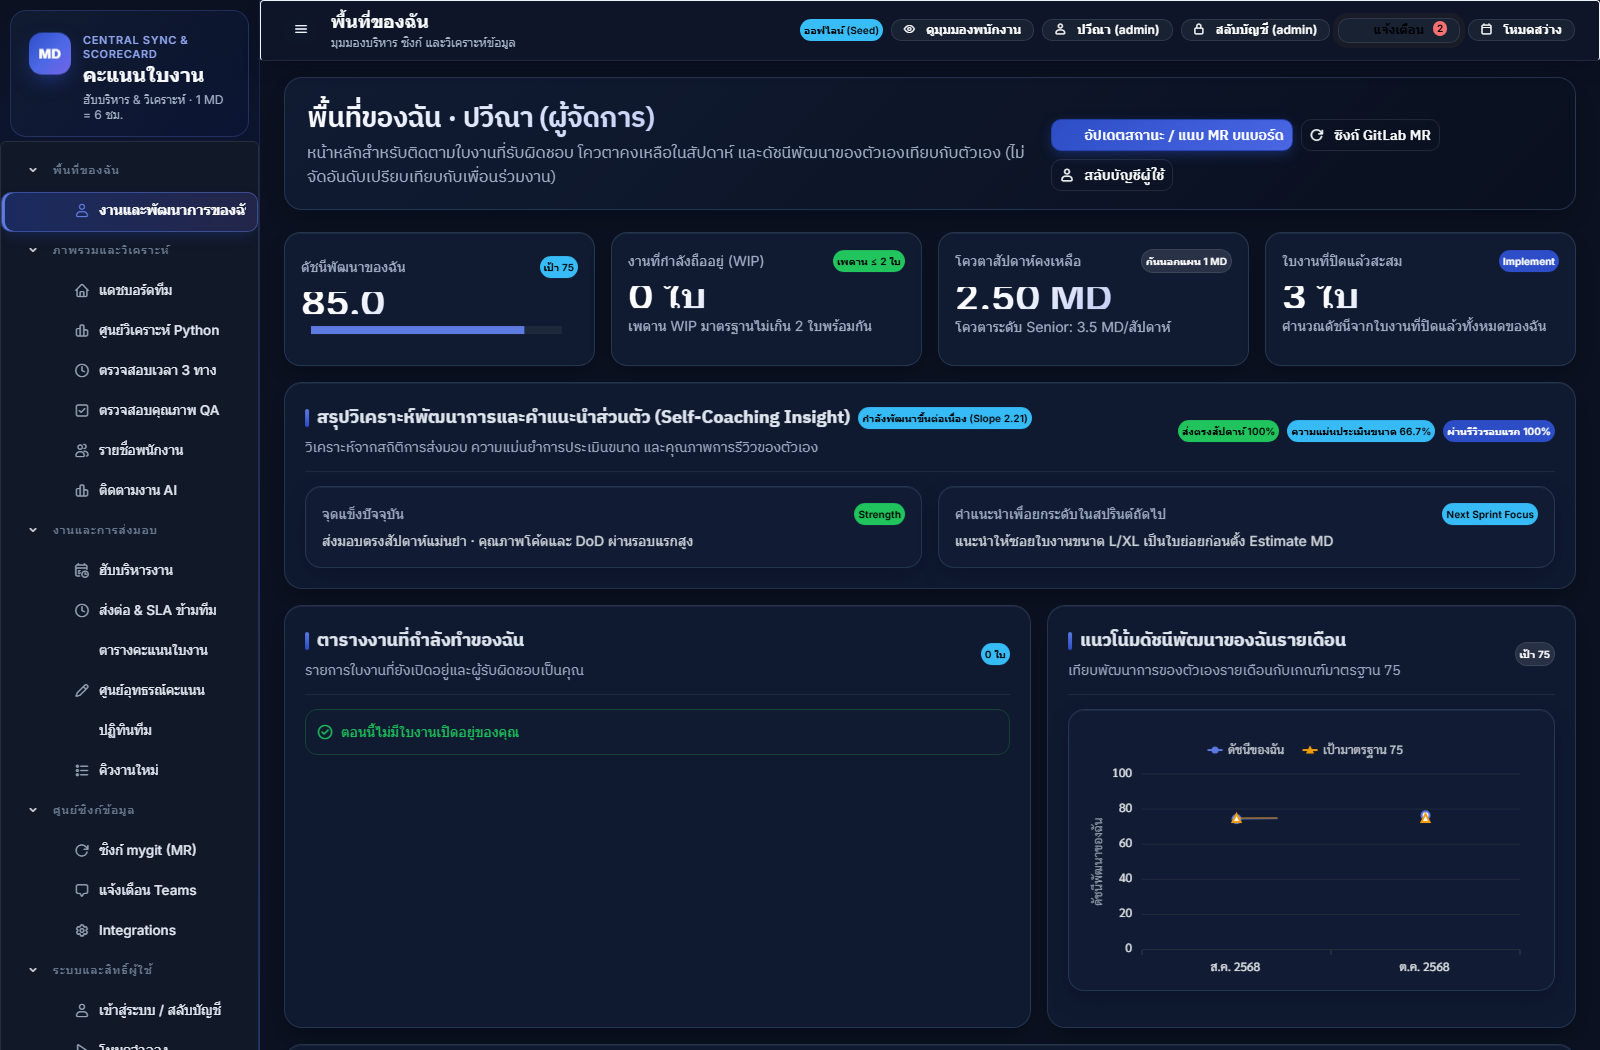 MD
CENTRAL SYNC &
SCORECARD
คะแนนใบงาน
ฮับบริหาร & วิเคราะห์ · 1 MD
= 6 ชม.
พื้นที่ของฉัน
งานและพัฒนาการของฉั
ภาพรวมและวิเคราะห์
แดชบอร์ดทีม
ศูนย์วิเคราะห์ Python
ตรวจสอบเวลา 3 ทาง
ตรวจสอบคุณภาพ QA
รายชื่อพนักงาน
ติดตามงาน AI
งานและการส่งมอบ
ฮับบริหารงาน
ส่งต่อ & SLA ข้ามทีม
ตารางคะแนนใบงาน
ศูนย์อุทธรณ์คะแนน
ปฏิทินทีม
คิวงานใหม่
ศูนย์ซิงก์ข้อมูล
ซิงก์ mygit (MR)
แจ้งเตือน Teams
Integrations
ระบบและสิทธิ์ผู้ใช้
เข้าสู่ระบบ / สลับบัญชี
พื้นที่ของฉัน
มุมมองบริหาร ซิงก์ และวิเคราะห์ข้อมูล
ออฟไลน์ (Seed)
ดูมุมมองพนักงาน
ปวีณา (admin)
สลับบัญชี (admin)
แจ้งเตือน 2
โหมดสว่าง
พื้นที่ของฉัน · ปวีณา (ผู้จัดการ)
หน้าหลักสำหรับติดตามใบงานที่รับผิดชอบ โควตาคงเหลือในสัปดาห์ และดัชนีพัฒนาของตัวเองเทียบกับตัวเอง (ไม่
จัดอันดับเปรียบเทียบกับเพื่อนร่วมงาน)
อัปเดตสถานะ / แนบ MR บนบอร์ด
ซิงก์ GitLab MR
สลับบัญชีผู้ใช้
ดัชนีพัฒนาของฉัน
เป้า 75
85.0
งานที่กำลังถืออยู่ (WIP)
เพดาน ≤ 2 ใบ
0 ใบ
เพดาน WIP มาตรฐานไม่เกิน 2 ใบพร้อมกัน
โควตาสัปดาห์คงเหลือ
กันนอกแผน 1 MD
2.50 MD
โควตาระดับ Senior: 3.5 MD/สัปดาห์
ใบงานที่ปิดแล้วสะสม
Implement
3 ใบ
คำนวณดัชนีจากใบงานที่ปิดแล้วทั้งหมดของฉัน
สรุปวิเคราะห์พัฒนาการและคำแนะนำส่วนตัว (Self-Coaching Insight)
กำลังพัฒนาขึ้นต่อเนื่อง (Slope 2.21)
วิเคราะห์จากสถิติการส่งมอบ ความแม่นยำการประเมินขนาด และคุณภาพการรีวิวของตัวเอง
ส่งตรงสัปดาห์ 100%
ความแม่นประเมินขนาด 66.7%
ผ่านรีวิวรอบแรก 100%
จุดแข็งปัจจุบัน
Strength
ส่งมอบตรงสัปดาห์แม่นยำ · คุณภาพโค้ดและ DoD ผ่านรอบแรกสูง
คำแนะนำเพื่อยกระดับในสปรินต์ถัดไป
Next Sprint Focus
แนะนำให้ซอยใบงานขนาด L/XL เป็นใบย่อยก่อนตั้ง Estimate MD
ตารางงานที่กำลังทำของฉัน
รายการใบงานที่ยังเปิดอยู่และผู้รับผิดชอบเป็นคุณ
0 ใบ
ตอนนี้ไม่มีใบงานเปิดอยู่ของคุณ
แนวโน้มดัชนีพัฒนาของฉันรายเดือน
เทียบพัฒนาการของตัวเองรายเดือนกับเกณฑ์มาตรฐาน 75
เป้า 75
ดัชนีของฉัน
เป้ามาตรฐาน 75
ดัชนีพัฒนาของฉัน
100
80
60
40
20
0
ส.ค. 2568
ต.ค. 2568